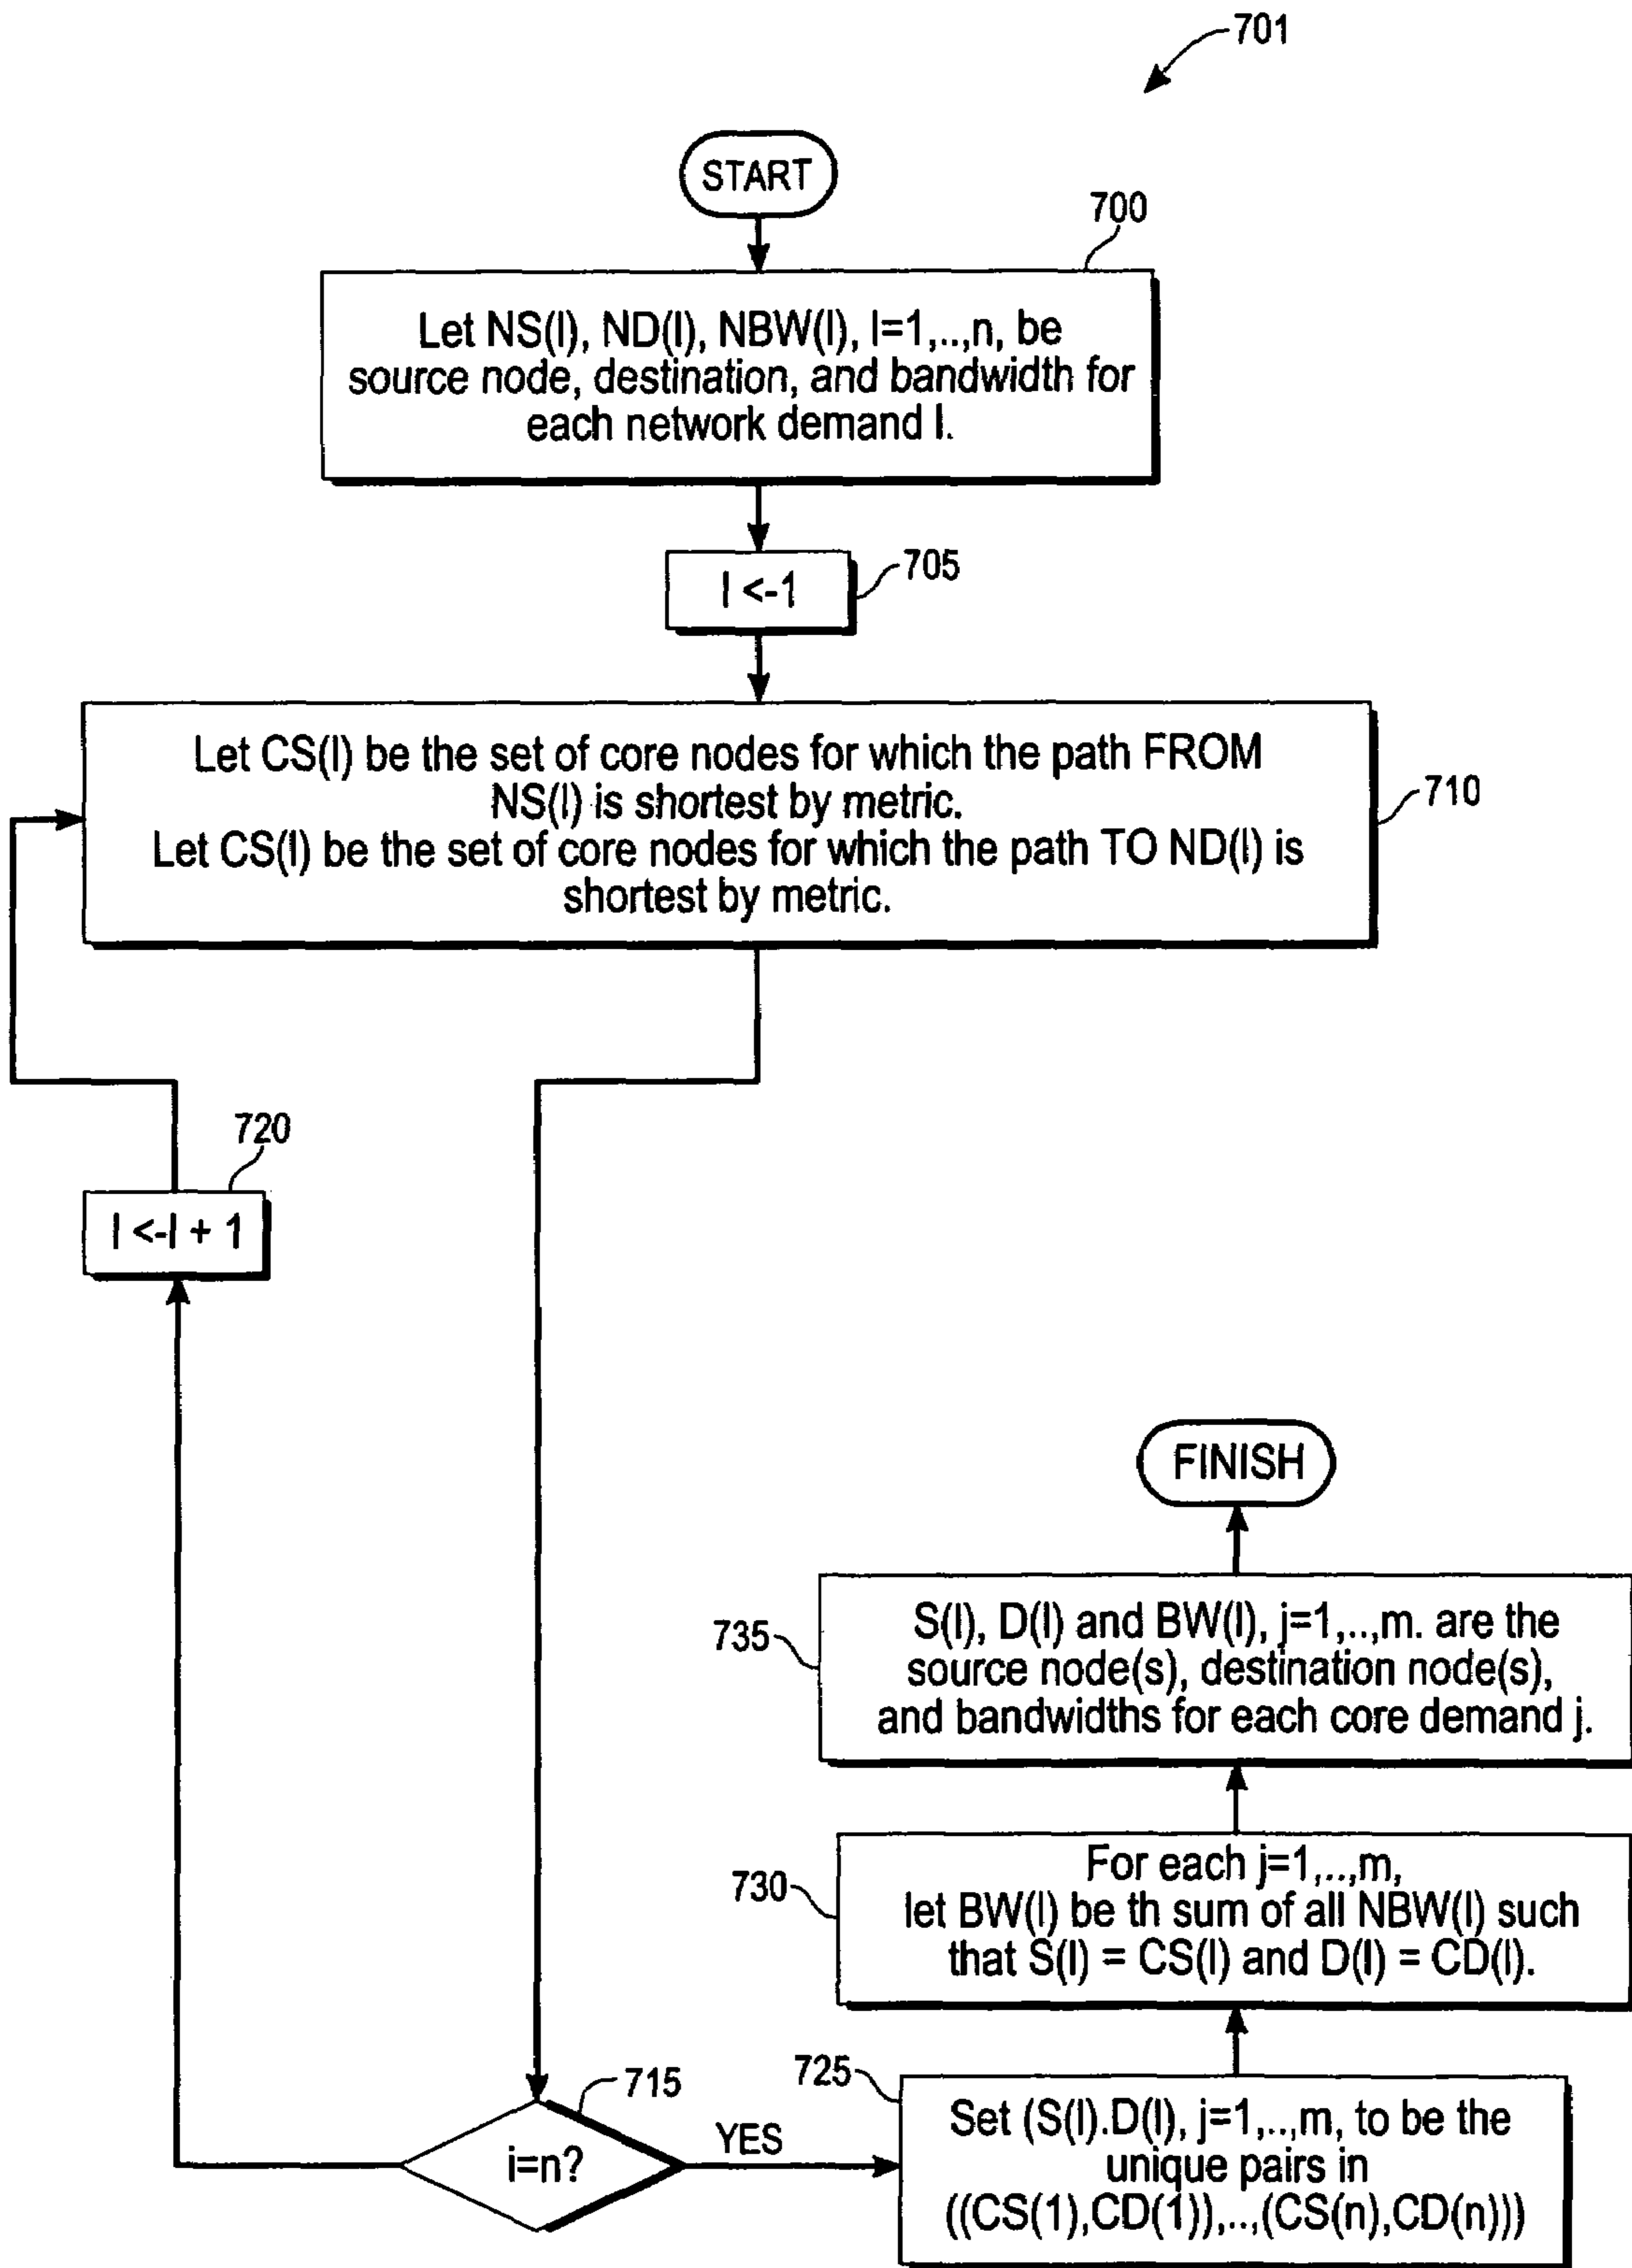 701
START
700
Let NS(I), ND(I), NBW(I), I=1,..,n, be
source node, destination, and bandwidth for
each network demand I.
705
I <-1
710
Let CS(I) be the set of core nodes for which the path FROM
NS(I) is shortest by metric.
Let CS(I) be the set of core nodes for which the path TO ND(I) is
shortest by metric.
720
I <-I + 1
FINISH
735
S(I), D(I) and BW(I), j=1,..,m. are the
source node(s), destination node(s),
and bandwidths for each core demand j.
730
For each j=1,..,m,
let BW(I) be th sum of all NBW(I) such
that S(I) = CS(I) and D(I) = CD(I).
715
i=n?
YES
725
Set (S(I).D(I), j=1,..,m, to be the
unique pairs in
((CS(1),CD(1)),..,(CS(n),CD(n)))